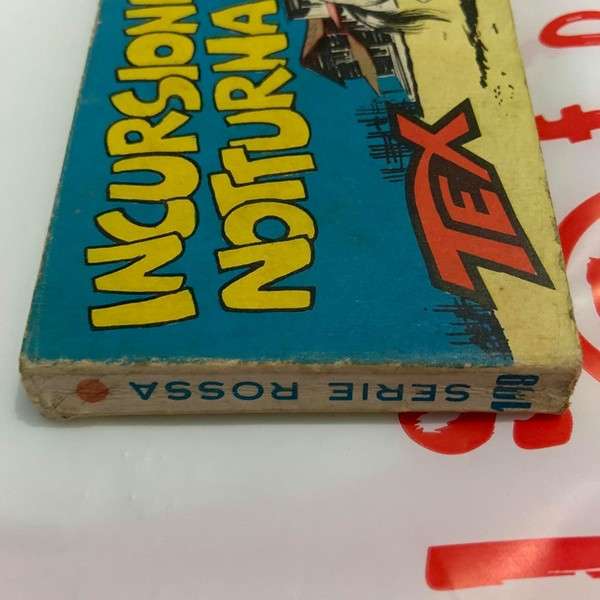 INCURSIONE
NOTTURNA
TEX
SERIE ROSSA